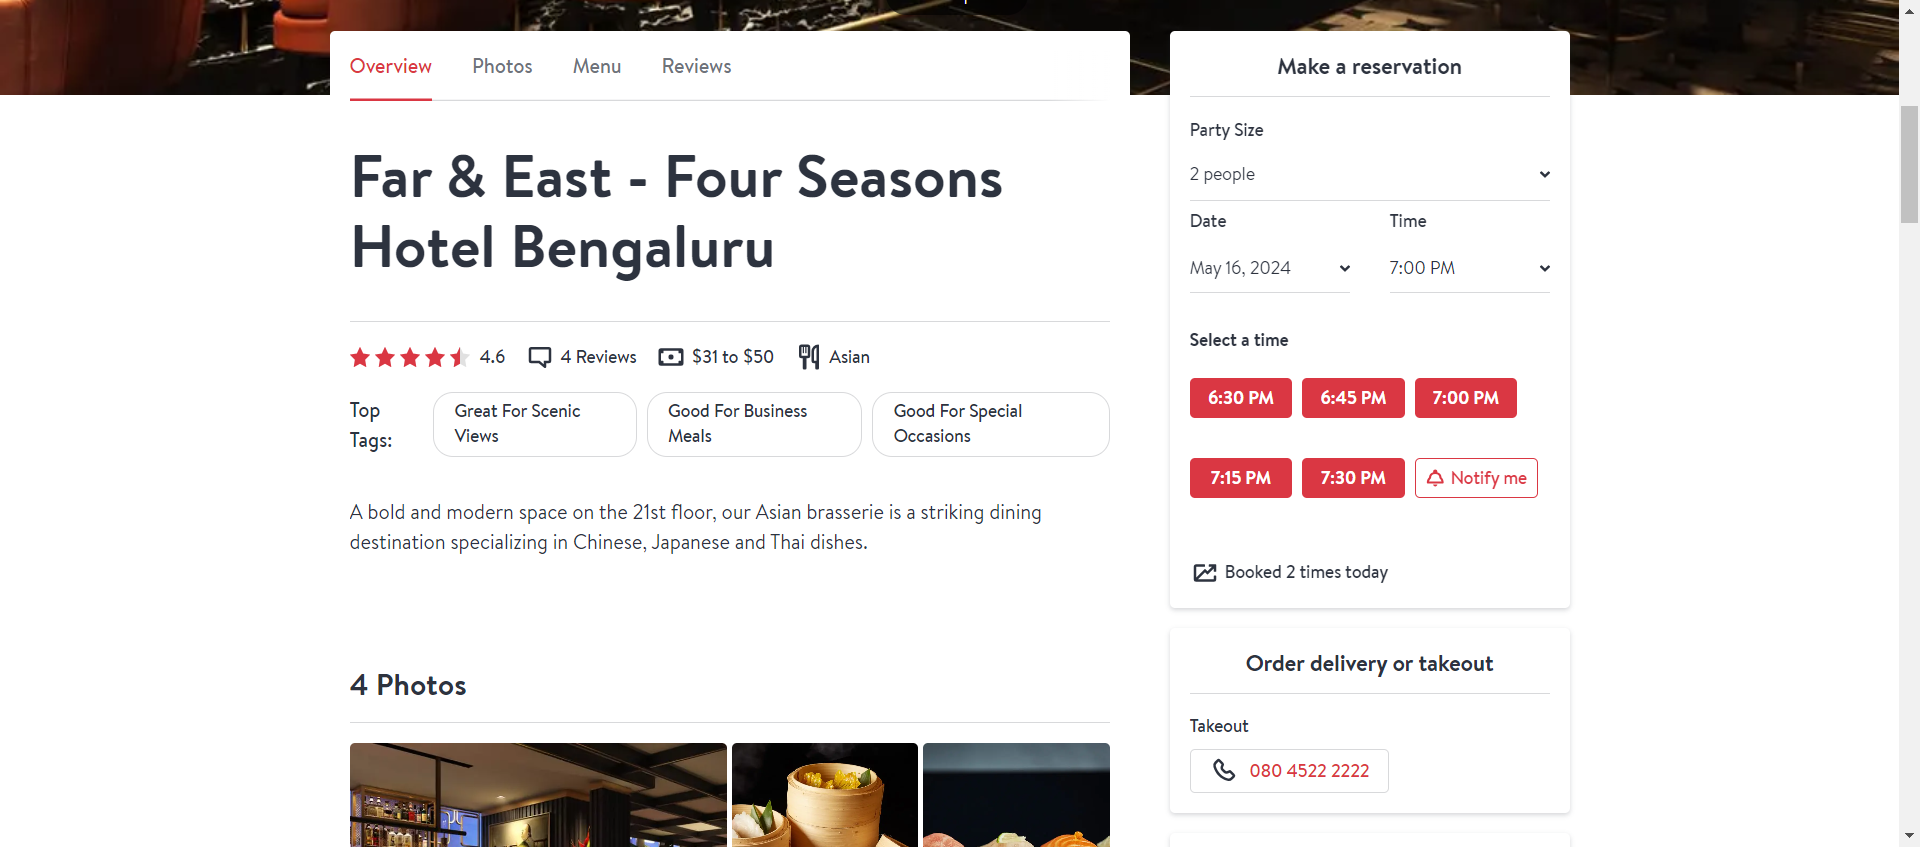 Overview Photos Menu Reviews
Far & East - Four Seasons
Hotel Bengaluru
4.6 4 Reviews $31 to $50 Asian
Top
Tags:
Great For Scenic
Views
Good For Business
Meals
Good For Special
Occasions
A bold and modern space on the 21st floor, our Asian brasserie is a striking dining
destination specializing in Chinese, Japanese and Thai dishes.
4 Photos
Make a reservation
Party Size
2 people
Date Time
May 16, 2024 7:00 PM
Select a time
6:30 PM 6:45 PM 7:00 PM
7:15 PM 7:30 PM Notify me
Booked 2 times today
Order delivery or takeout
Takeout
080 4522 2222